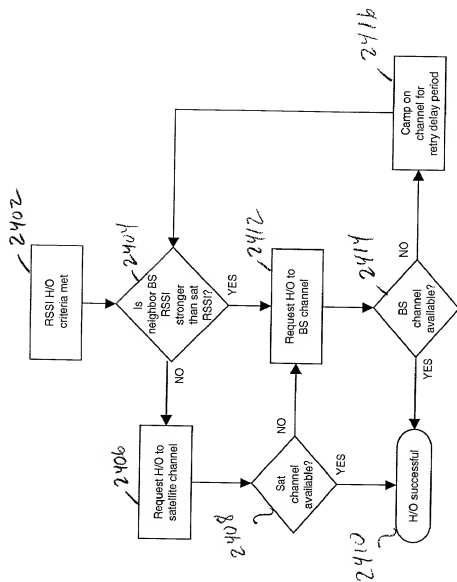 2402
RSSI H/O
criteria met
2404
Is
neighbor BS
RSSI
stronger
than sat
RSSI?
NO
YES
2406
Request H/O to
satellite channel
2412
Request H/O to
BS channel
2416
Camp on
channel for
retry delay period
2408
Sat
channel
available?
NO
YES
2414
BS
channel
available?
NO
YES
2410
H/O successful